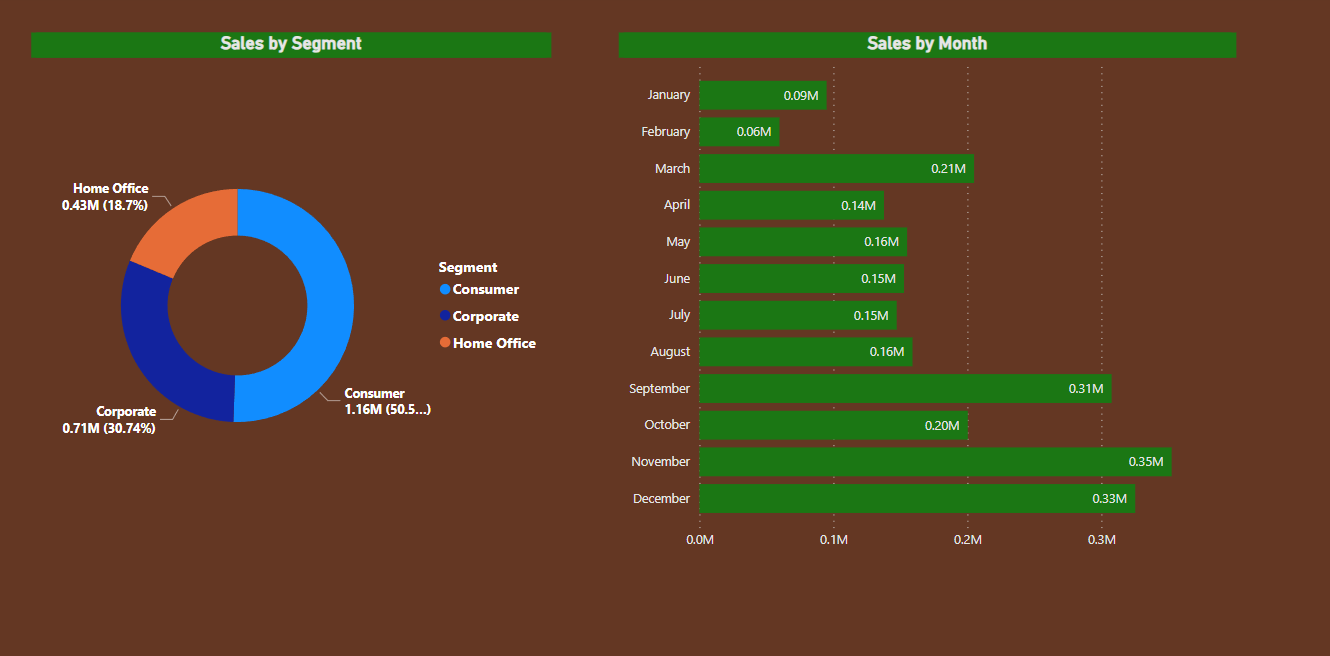 Sales by Segment
Home Office
0.43M (18.7%)
Corporate
0.71M (30.74%)
Consumer
1.16M (50.5...)
Segment
Consumer
Corporate
Home Office
Sales by Month
January 0.09M
February 0.06M
March 0.21M
April 0.14M
May 0.16M
June 0.15M
July 0.15M
August 0.16M
September 0.31M
October 0.20M
November 0.35M
December 0.33M
0.0M 0.1M 0.2M 0.3M